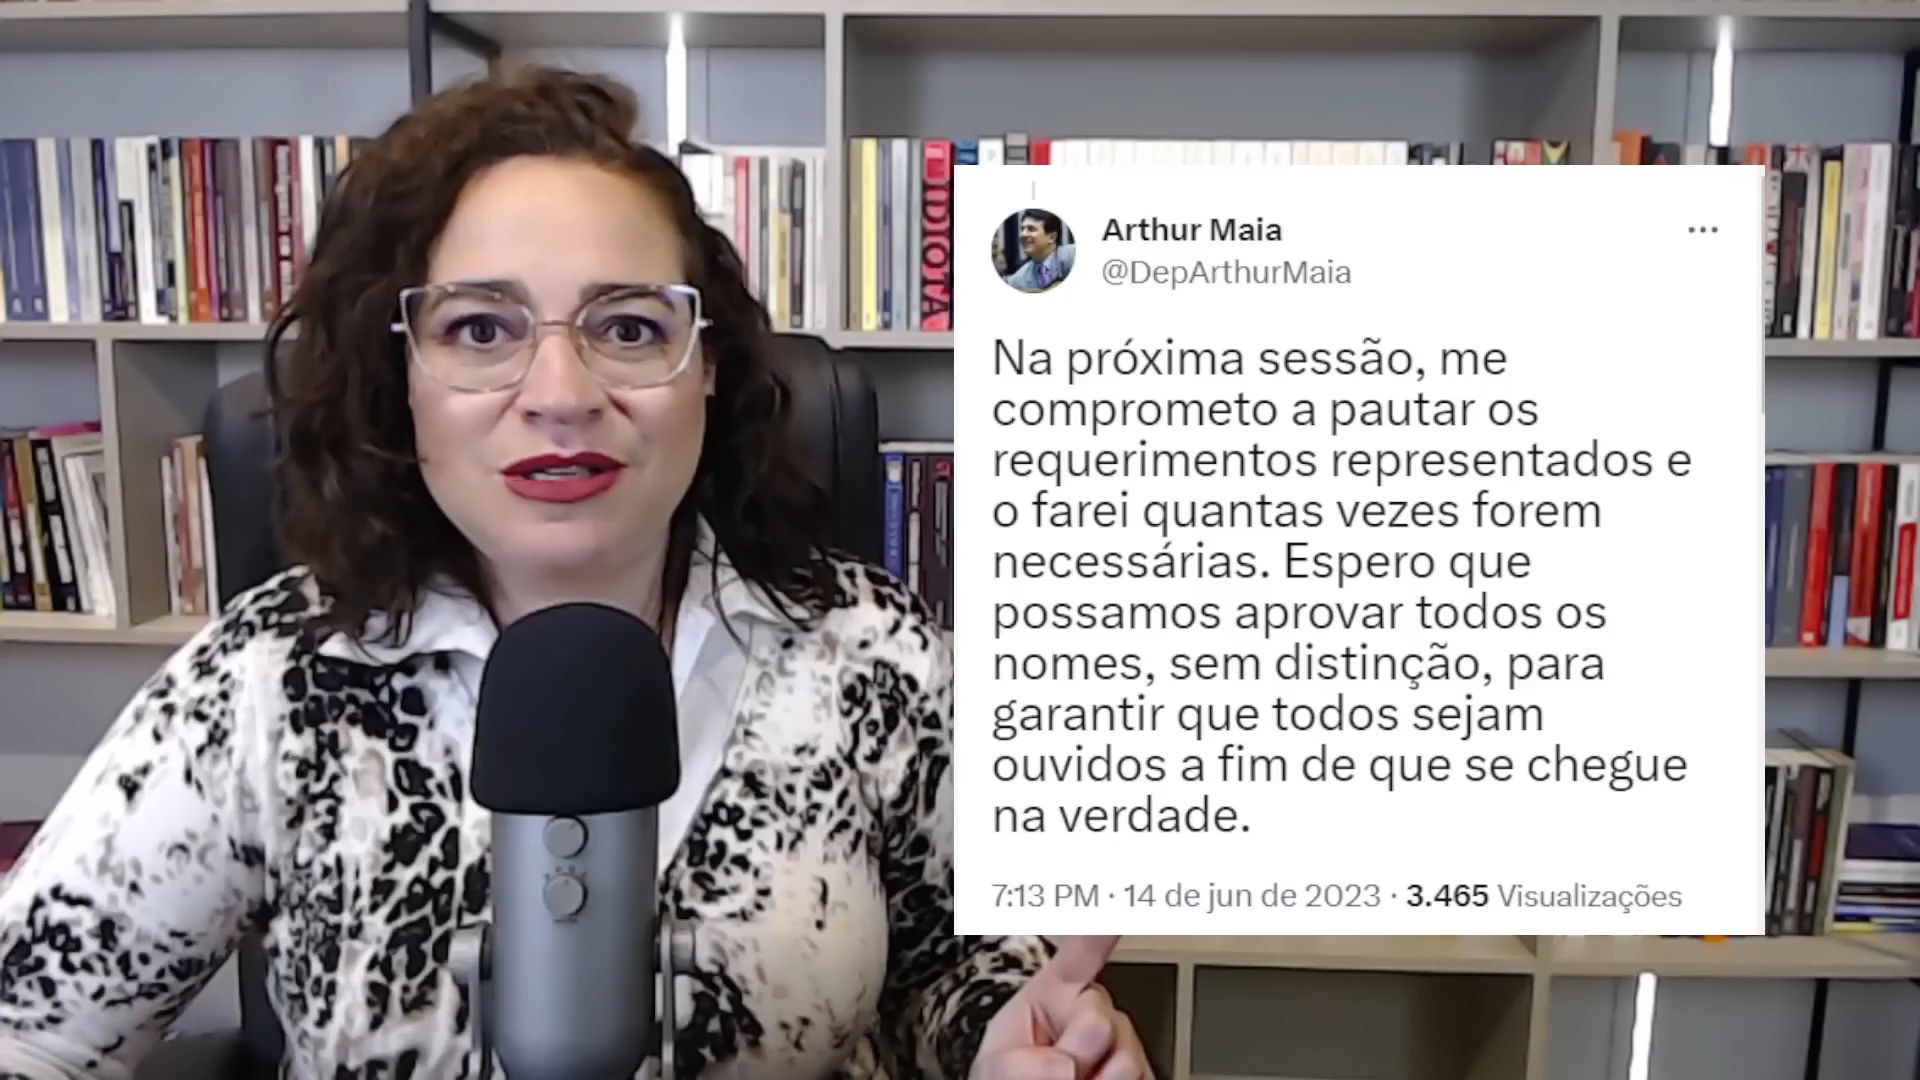 IDIOTA
Arthur Maia
@DepArthurMaia
Na próxima sessão, me
comprometo a pautar os
requerimentos representados e
o farei quantas vezes forem
necessárias. Espero que
possamos aprovar todos os
nomes, sem distinção, para
garantir que todos sejam
ouvidos a fim de que se chegue
na verdade.
7:13 PM · 14 de jun de 2023 · 3.465 Visualizações